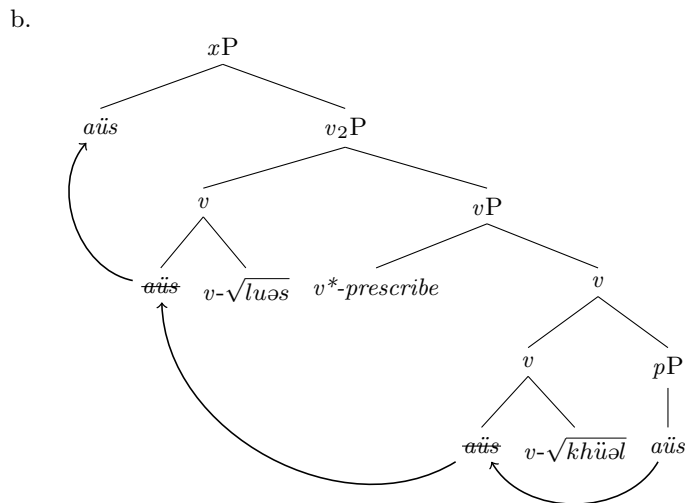 b.
xP
aüs v₂P
v vP
aüs v-√luəs v*-prescribe v
v pP
aüs v-√khüəl aüs